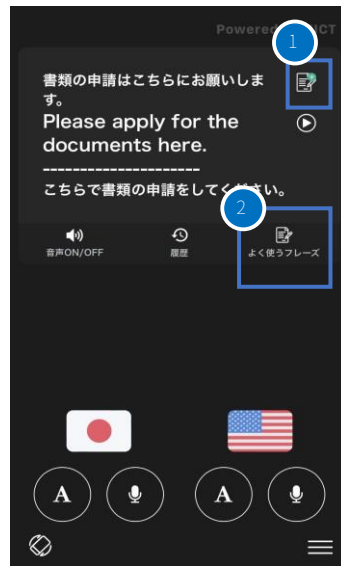 Powered
ICT
1
書類の申請はこちらにお願いしま
す。
Please apply for the
documents here.
--------------------
こちらで書類の申請をしてください。
2
音声ON/OFF
履歴
よく使うフレーズ
A
A